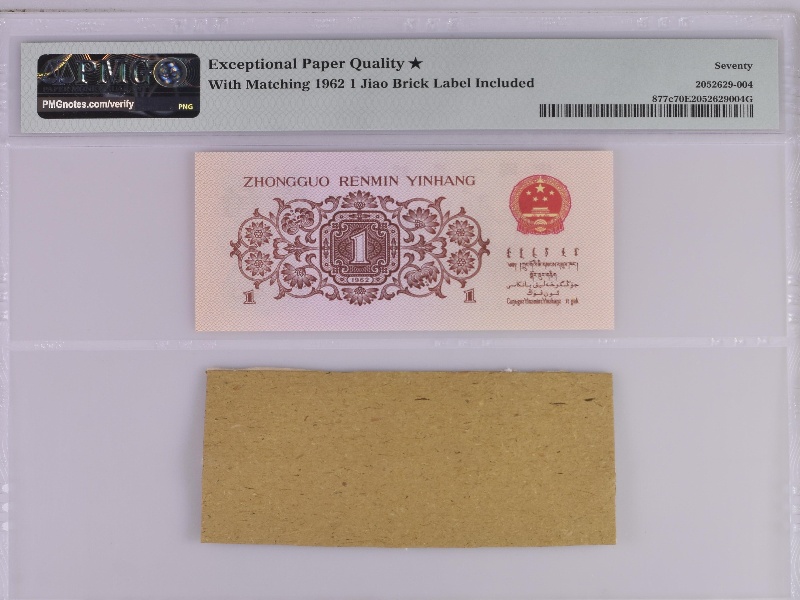 PMG
Exceptional Paper Quality ★
Seventy
With Matching 1962 1 Jiao Brick Label Included
PMGnotes.com/verify
PNG
2052629-004
877c70E2052629004G
ZHONGGUO RENMIN YINHANG
1
1962
1
1